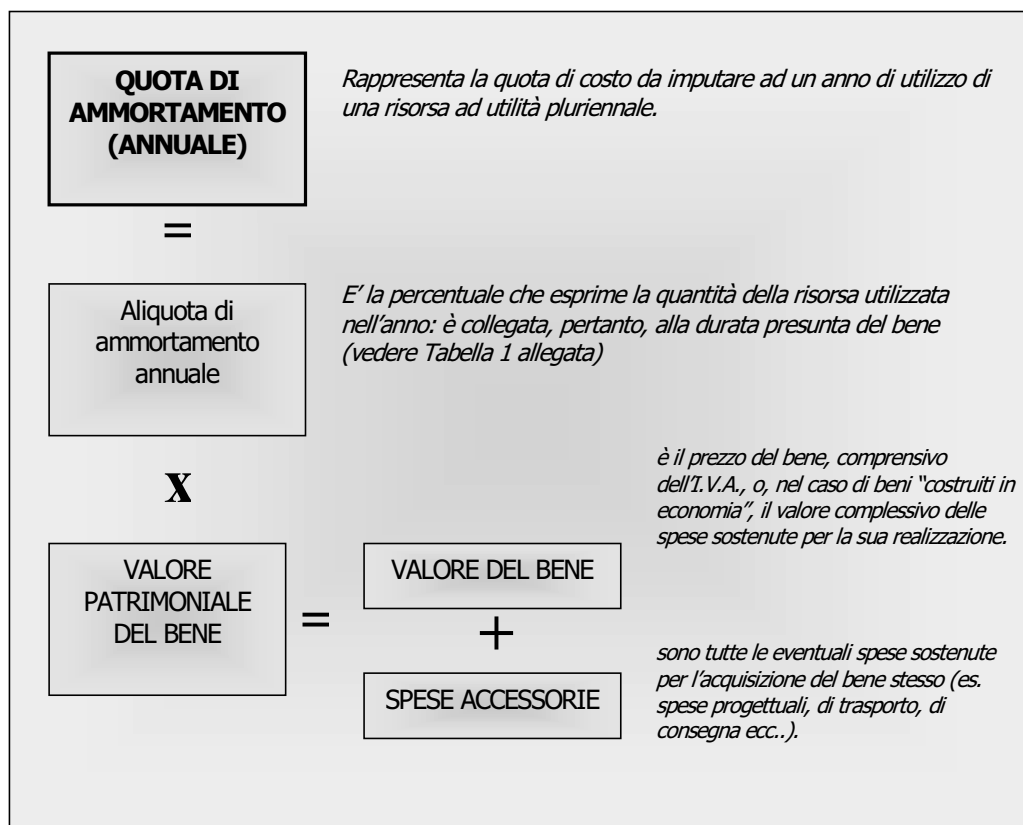 QUOTA DI
AMMORTAMENTO
(ANNUALE)
Rappresenta la quota di costo da imputare ad un anno di utilizzo di
una risorsa ad utilità pluriennale.
=
Aliquota di
ammortamento
annuale
E’ la percentuale che esprime la quantità della risorsa utilizzata
nell’anno: è collegata, pertanto, alla durata presunta del bene
(vedere Tabella 1 allegata)
x
VALORE
PATRIMONIALE
DEL BENE
=
VALORE DEL BENE
è il prezzo del bene, comprensivo
dell’I.V.A., o, nel caso di beni “costruiti in
economia”, il valore complessivo delle
spese sostenute per la sua realizzazione.
+
SPESE ACCESSORIE
sono tutte le eventuali spese sostenute
per l’acquisizione del bene stesso (es.
spese progettuali, di trasporto, di
consegna ecc..).